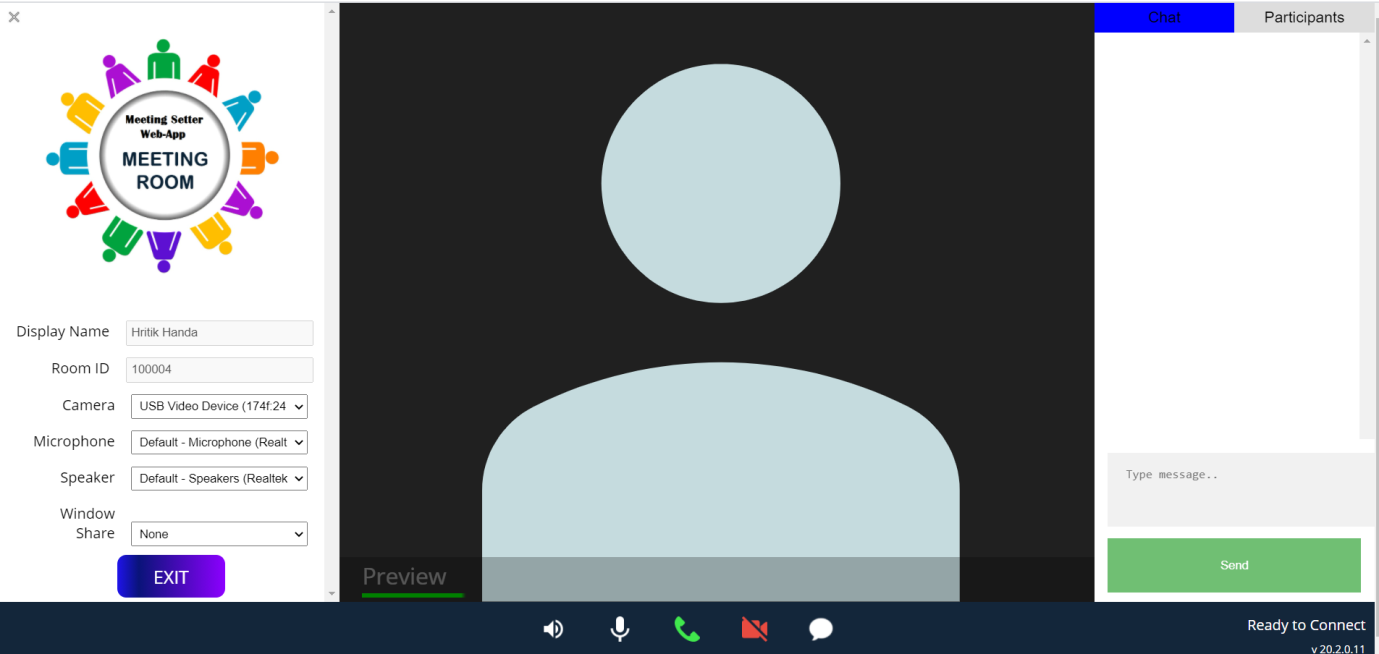 Meeting Setter
Web-App
MEETING
ROOM
Display Name Hritik Handa
Room ID 100004
Camera USB Video Device (174f:24
Microphone Default - Microphone (Realt
Speaker Default - Speakers (Realtek
Window
Share None
EXIT
Preview
Chat Participants
Type message..
Send
Ready to Connect
v 20.2.0.11